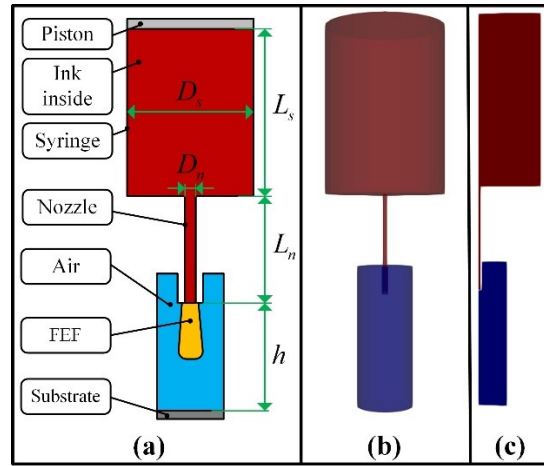 Piston
Ink
inside
Syringe
Nozzle
Air
FEF
Substrate
D_s
L_s
D_n
L_n
h
(a)
(b)
(c)